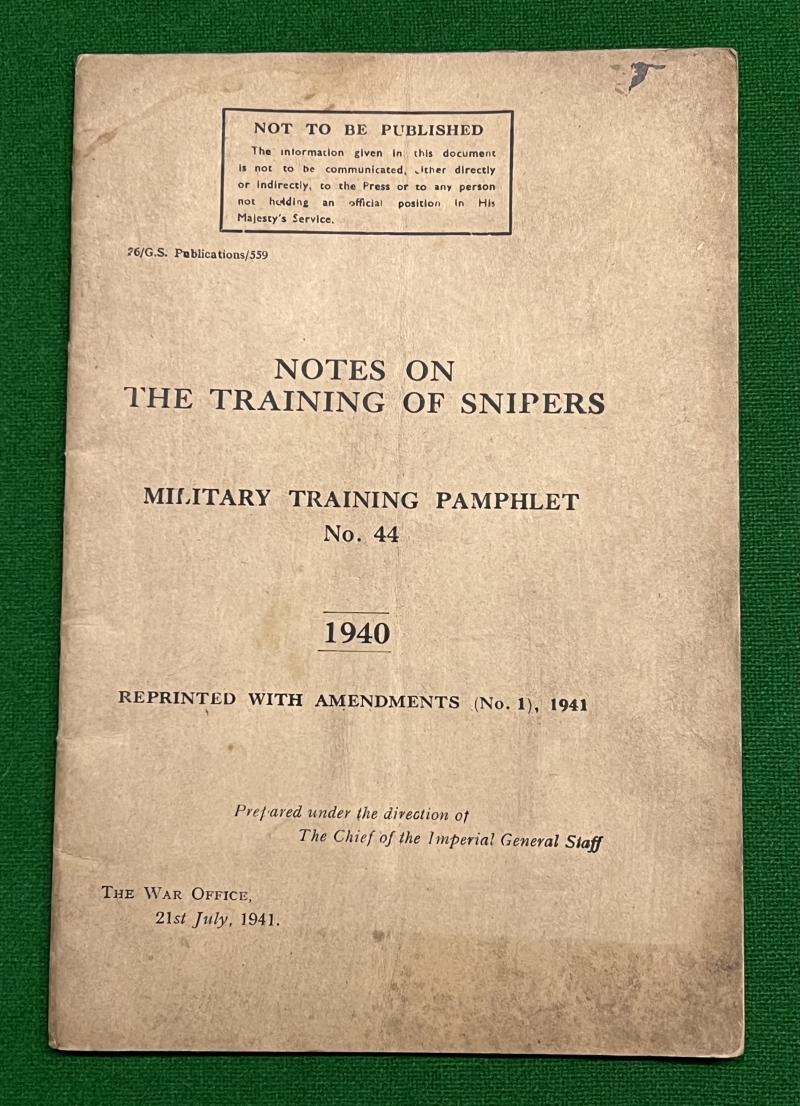 NOT TO BE PUBLISHED
The information given in this document
is not to be communicated, either directly
or indirectly, to the Press or to any person
not holding an official position in His
Majesty's Service.
26/G.S. Publications/559
NOTES ON
THE TRAINING OF SNIPERS
MILITARY TRAINING PAMPHLET
No. 44
1940
REPRINTED WITH AMENDMENTS (No. 1), 1941
Prepared under the direction of
The Chief of the Imperial General Staff
THE WAR OFFICE,
21st July, 1941.